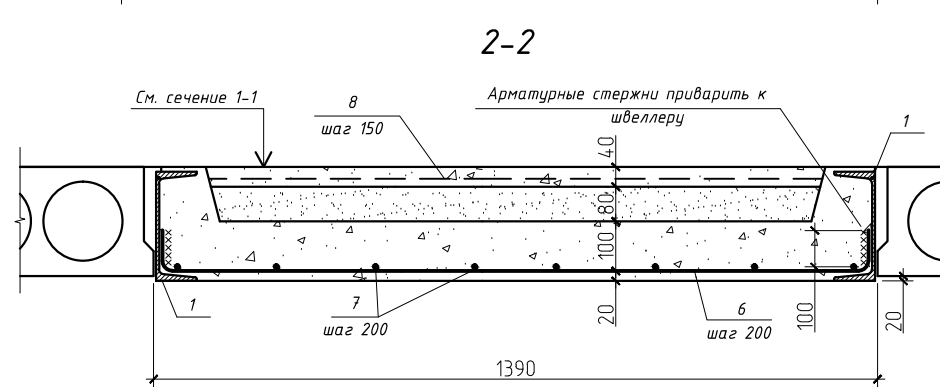 2-2
См. сечение 1-1
8
шаг 150
Арматурные стержни приварить к
швеллеру
1
40
80
100
20
100
20
1
7
шаг 200
6
шаг 200
1390